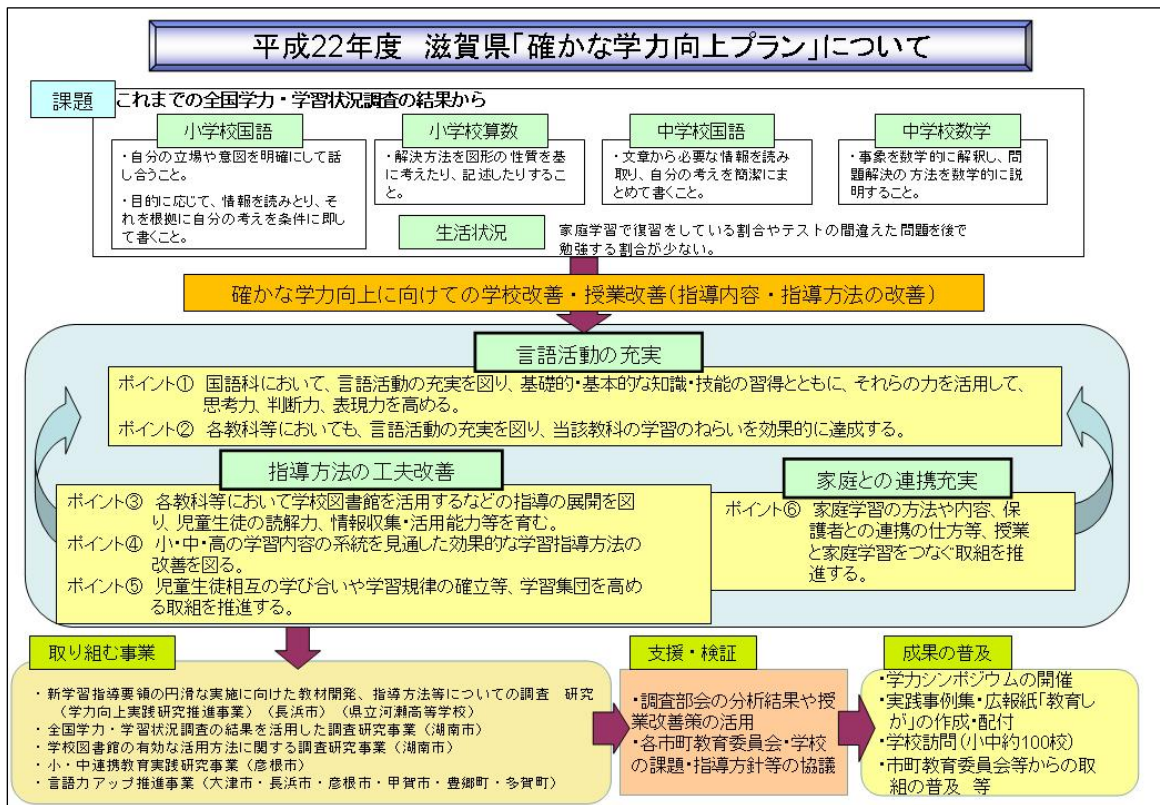 平成22年度 滋賀県「確かな学力向上プラン」について
課題
これまでの全国学力・学習状況調査の結果から
小学校国語
・自分の立場や意図を明確にして話
し合うこと。
・目的に応じて、情報を読みとり、そ
れを根拠に自分の考えを条件に即し
て書くこと。
小学校算数
・解決方法を図形の性質を基
に考えたり、記述したりするこ
と。
中学校国語
・文章から必要な情報を読み
取り、自分の考えを簡潔にま
とめて書くこと。
中学校数学
・事象を数学的に解釈し、問
題解決の方法を数学的に説
明すること。
生活状況
家庭学習で復習をしている割合やテストの間違えた問題を後で
勉強する割合が少ない。
確かな学力向上に向けての学校改善・授業改善(指導内容・指導方法の改善)
言語活動の充実
ポイント① 国語科において、言語活動の充実を図り、基礎的・基本的な知識・技能の習得とともに、それらの力を活用して、
思考力、判断力、表現力を高める。
ポイント② 各教科等においても、言語活動の充実を図り、当該教科の学習のねらいを効果的に達成する。
指導方法の工夫改善
ポイント③ 各教科等において学校図書館を活用するなどの指導の展開を図
り、児童生徒の読解力、情報収集・活用能力等を育む。
ポイント④ 小・中・高の学習内容の系統を見通した効果的な学習指導方法の
改善を図る。
ポイント⑤ 児童生徒相互の学び合いや学習規律の確立等、学習集団を高め
る取組を推進する。
家庭との連携充実
ポイント⑥ 家庭学習の方法や内容、保
護者との連携の仕方等、授業
と家庭学習をつなぐ取組を推
進する。
取り組む事業
・新学習指導要領の円滑な実施に向けた教材開発、指導方法等についての調査 研究
(学力向上実践研究推進事業)(長浜市)(県立河瀬高等学校)
・全国学力・学習状況調査の結果を活用した調査研究事業(湖南市)
・学校図書館の有効な活用方法に関する調査研究事業(湖南市)
・小・中連携教育実践研究事業(彦根市)
・言語力アップ推進事業(大津市・長浜市・彦根市・甲賀市・豊郷町・多賀町)
支援・検証
・調査部会の分析結果や授
業改善策の活用
・各市町教育委員会・学校
の課題・指導方針等の協議
成果の普及
・学力シンポジウムの開催
・実践事例集・広報紙「教育し
が」の作成・配付
・学校訪問(小中約100校)
・市町教育委員会等からの取
組の普及 等